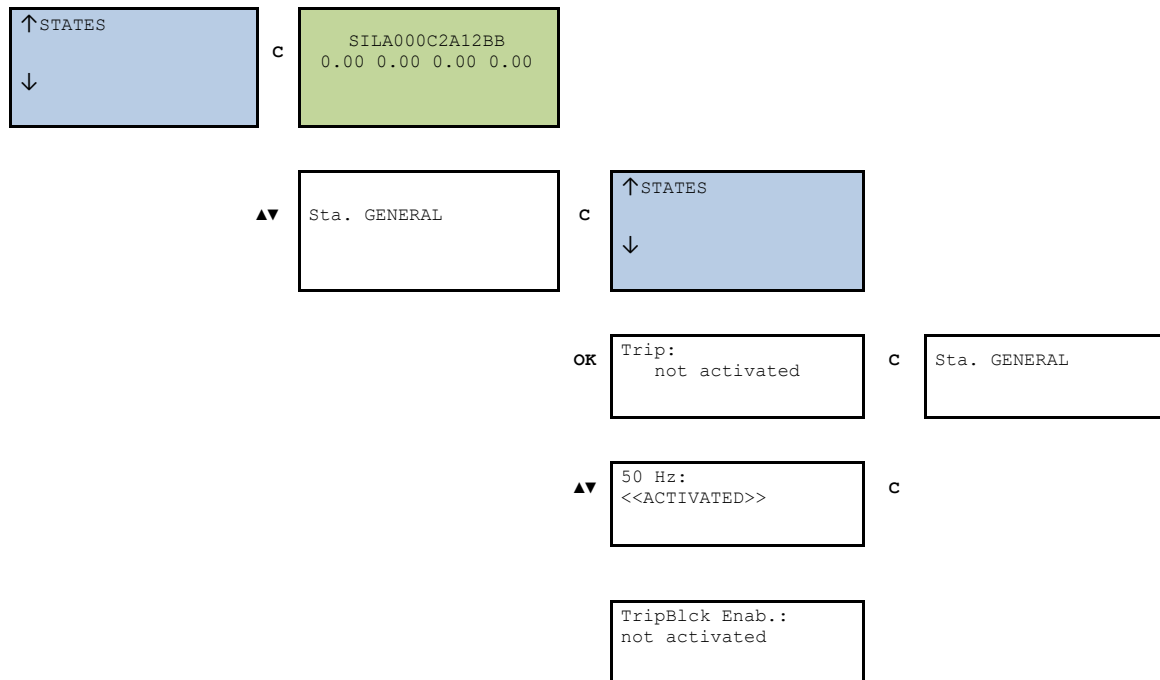 ↑STATES
↓
C
SILA000C2A12BB
0.00 0.00 0.00 0.00
▲▼
Sta. GENERAL
C
↑STATES
↓
OK
Trip:
not activated
C
Sta. GENERAL
▲▼
50 Hz:
<<ACTIVATED>>
C
TripBlck Enab.:
not activated